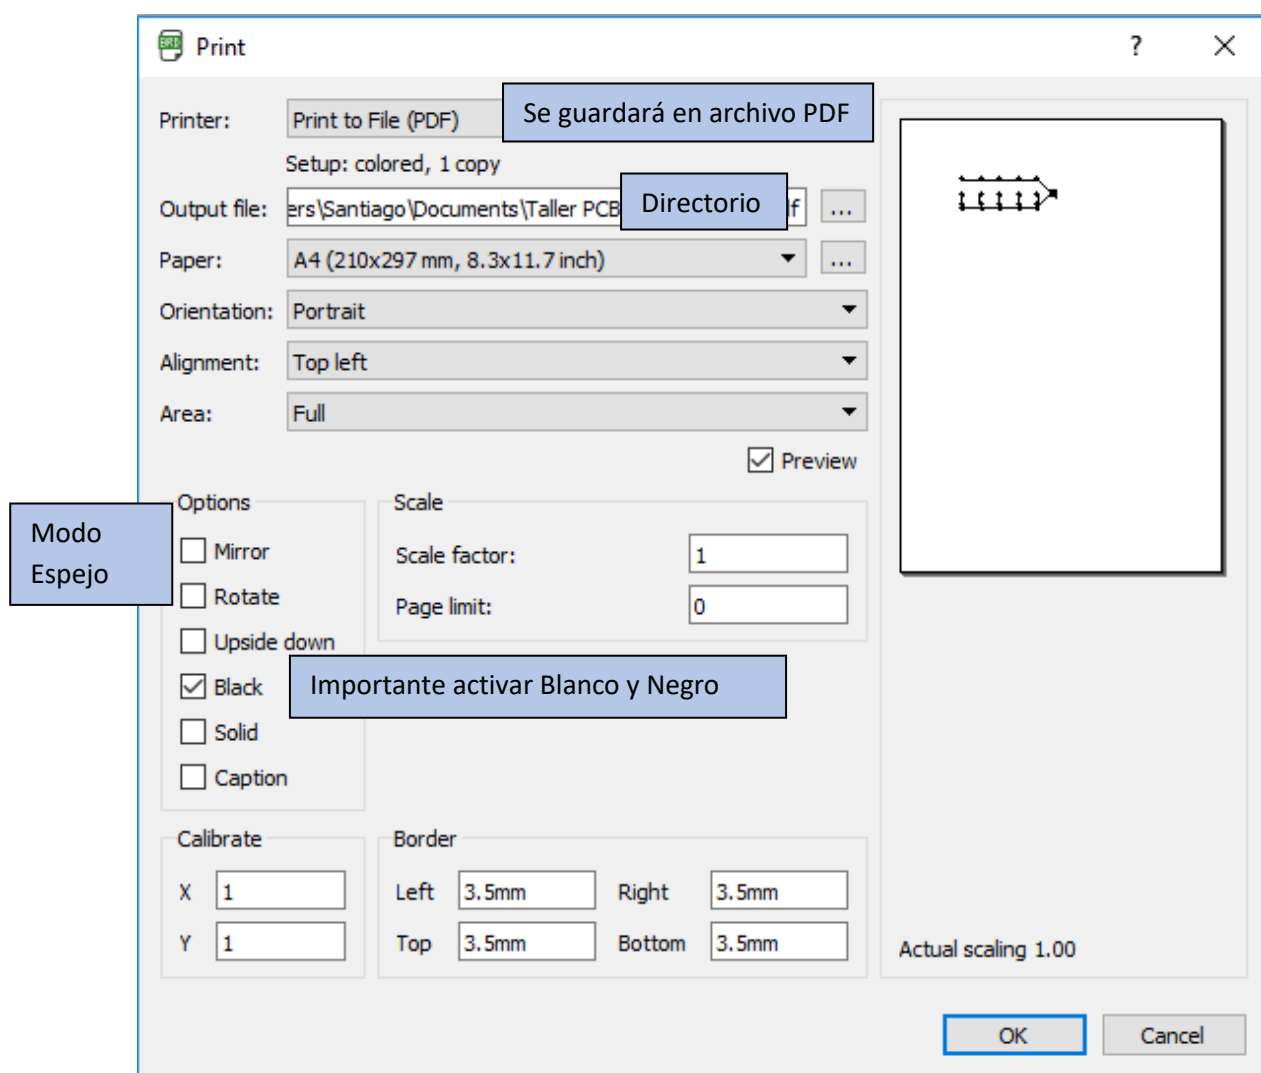 Print
?
Printer: Print to File (PDF)
Se guardará en archivo PDF
Setup: colored, 1 copy
Output file: ers\Santiago\Documents\Taller PCB
Directorio
...
Paper: A4 (210x297 mm, 8.3x11.7 inch) ...
Orientation: Portrait
Alignment: Top left
Area: Full
Preview
Modo
Espejo
Options
Mirror
Rotate
Upside down
Black
Solid
Caption
Importante activar Blanco y Negro
Scale
Scale factor: 1
Page limit: 0
Calibrate
X 1
Y 1
Border
Left 3.5mm Right 3.5mm
Top 3.5mm Bottom 3.5mm
Actual scaling 1.00
OK Cancel